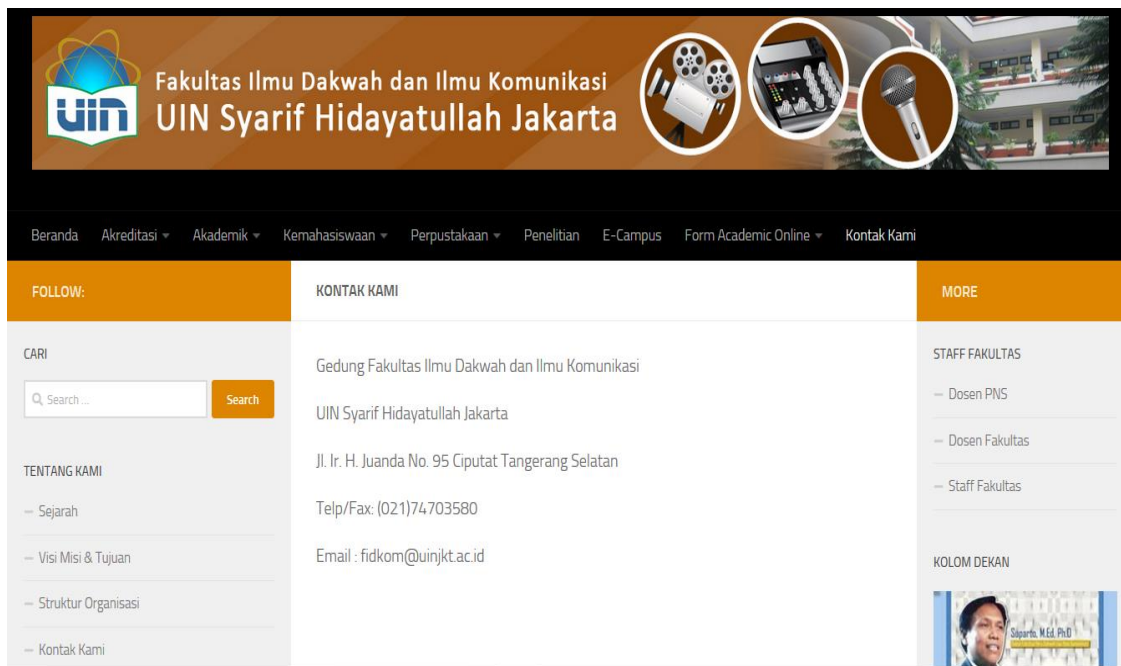 uin
Fakultas Ilmu Dakwah dan Ilmu Komunikasi
UIN Syarif Hidayatullah Jakarta
Beranda Akreditasi Akademik Kemahasiswaan Perpustakaan Penelitian E-Campus Form Academic Online Kontak Kami
FOLLOW:
CARI
Search ...
Search
TENTANG KAMI
Sejarah
Visi Misi & Tujuan
Struktur Organisasi
Kontak Kami
KONTAK KAMI
Gedung Fakultas Ilmu Dakwah dan Ilmu Komunikasi
UIN Syarif Hidayatullah Jakarta
Jl. Ir. H. Juanda No. 95 Ciputat Tangerang Selatan
Telp/Fax: (021)74703580
Email : fidkom@uinjkt.ac.id
MORE
STAFF FAKULTAS
Dosen PNS
Dosen Fakultas
Staff Fakultas
KOLOM DEKAN
Suparto, M.Ed, Ph.D